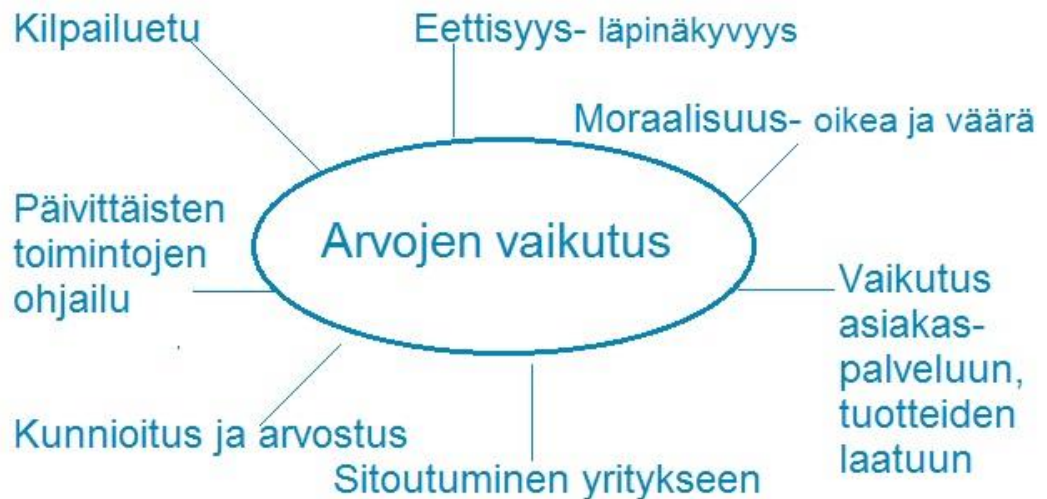 Kilpailuetu
Eettisyys- läpinäkyvyys
Moraalisuus- oikea ja väärä
Päivittäisten
toimintojen
ohjailu
Arvojen vaikutus
Vaikutus
asiakas-
palveluun,
tuotteiden
laatuun
Kunnioitus ja arvostus
Sitoutuminen yritykseen